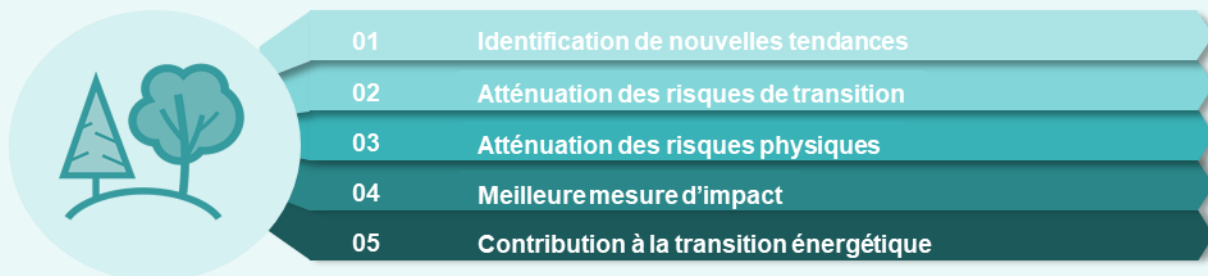 01 Identification de nouvelles tendances
02 Atténuation des risques de transition
03 Atténuation des risques physiques
04 Meilleure mesure d’impact
05 Contribution à la transition énergétique